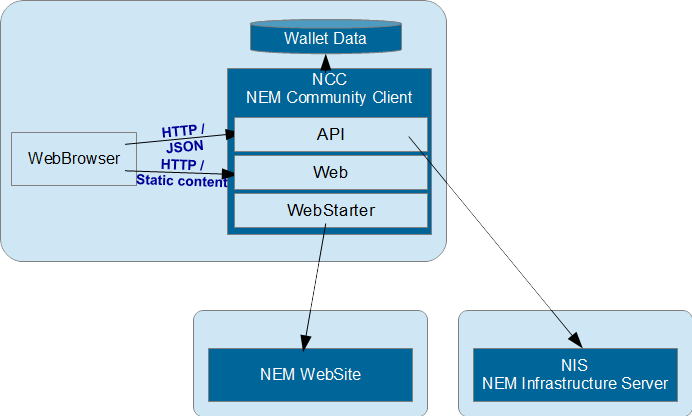 Wallet Data
NCC
NEM Community Client
HTTP /
JSON
API
WebBrowser
HTTP /
Static content
Web
WebStarter
NEM WebSite
NIS
NEM Infrastructure Server